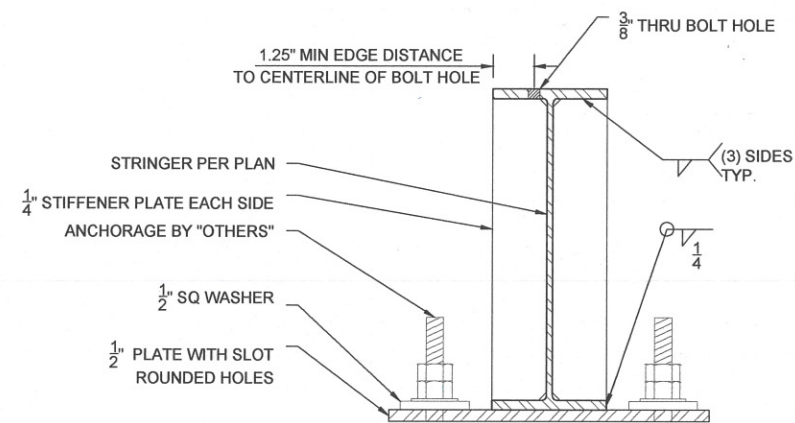 3/8" THRU BOLT HOLE
1.25" MIN EDGE DISTANCE
TO CENTERLINE OF BOLT HOLE
(3) SIDES
TYP.
STRINGER PER PLAN
1/4" STIFFENER PLATE EACH SIDE
ANCHORAGE BY "OTHERS"
1/4
1/2" SQ WASHER
1/2" PLATE WITH SLOT
ROUNDED HOLES